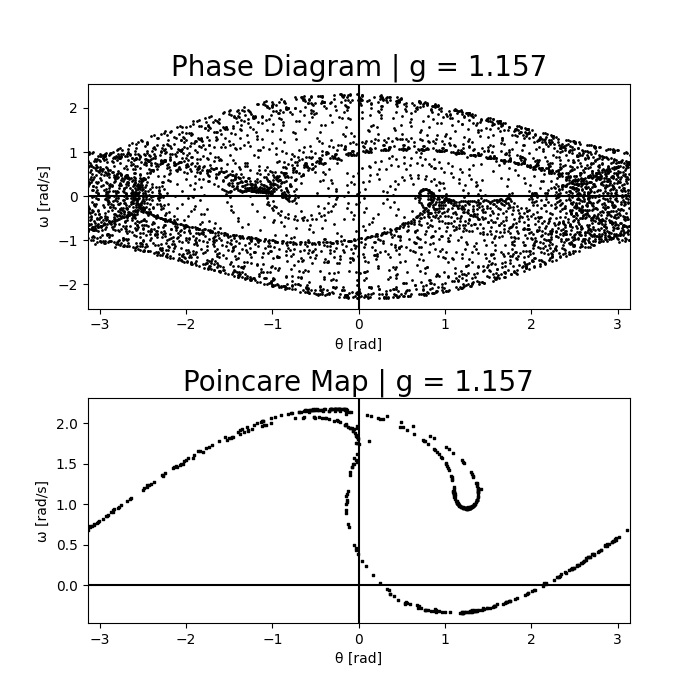 Phase Diagram | g = 1.157
2
1
0
−1
−2
ω [rad/s]
−3 −2 −1 0 1 2 3
θ [rad]
Poincare Map | g = 1.157
2.0
1.5
1.0
0.5
0.0
ω [rad/s]
−3 −2 −1 0 1 2 3
θ [rad]